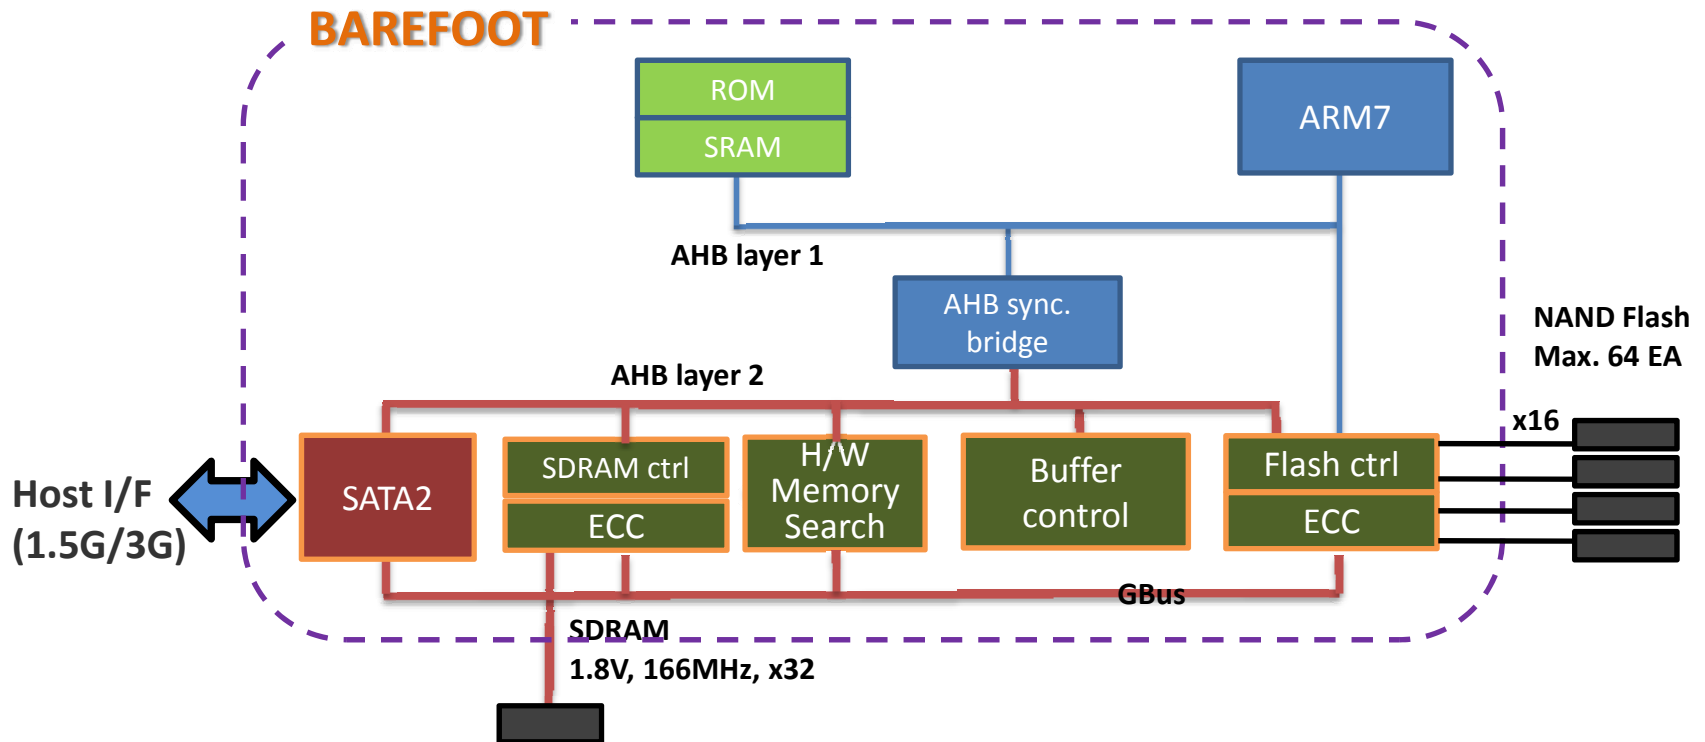 BAREFOOT
ROM
SRAM
ARM7
AHB layer 1
AHB sync.
bridge
NAND Flash
Max. 64 EA
AHB layer 2
x16
Host I/F
(1.5G/3G)
SATA2
SDRAM ctrl
ECC
H/W
Memory
Search
Buffer
control
Flash ctrl
ECC
GBus
SDRAM
1.8V, 166MHz, x32